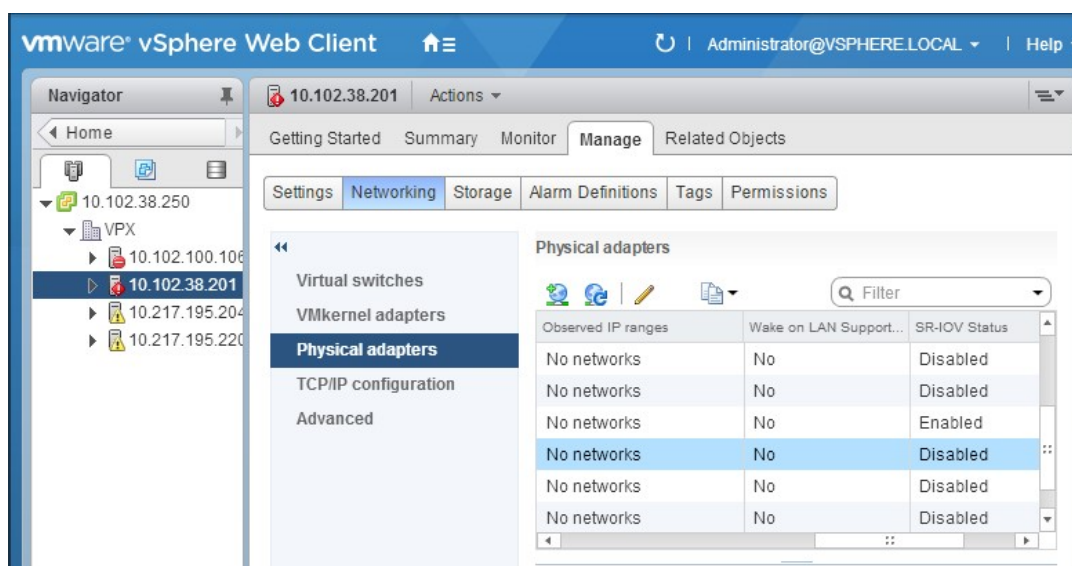 vmware® vSphere Web Client
Administrator@VSPHERE.LOCAL
Help
Navigator
Home
10.102.38.250
VPX
10.102.100.106
10.102.38.201
10.217.195.204
10.217.195.220
10.102.38.201
Actions
Getting Started Summary Monitor Manage Related Objects
Settings Networking Storage Alarm Definitions Tags Permissions
Virtual switches
VMkernel adapters
Physical adapters
TCP/IP configuration
Advanced
Physical adapters
Filter
Observed IP ranges Wake on LAN Support... SR-IOV Status
No networks No Disabled
No networks No Disabled
No networks No Enabled
No networks No Disabled
No networks No Disabled
No networks No Disabled